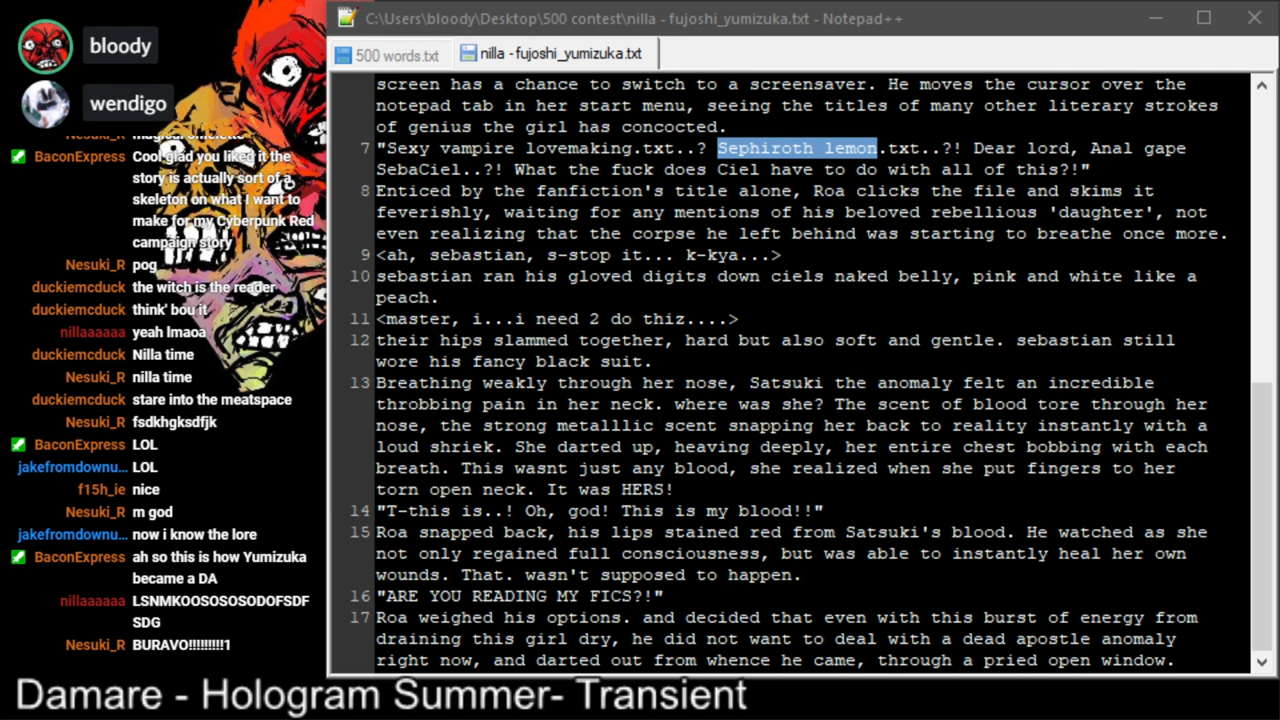 bloody
wendigo
magical omelette
BaconExpress Cool glad you liked it the
story is actually sort of a
skeleton on what I want to
make for my Cyberpunk Red
campaign story
Nesuki_R pog
duckiemcduck the witch is the reader
duckiemcduck think' bou it
nillaaaaaa yeah lmaoa
duckiemcduck Nilla time
Nesuki_R nilla time
duckiemcduck stare into the meatspace
Nesuki_R fsdkhgksdfjk
BaconExpress LOL
jakefromdownu... LOL
f15h_ie nice
Nesuki_R m god
jakefromdownu... now i know the lore
BaconExpress ah so this is how Yumizuka
became a DA
nillaaaaaa LSNMKOOSOSOSODOFSDF
SDG
Nesuki_R BURAVO!!!!!!!!!1
C:\Users\bloody\Desktop\500 contest\nilla - fujoshi_yumizuka.txt - Notepad++
500 words.txt
nilla - fujoshi_yumizuka.txt
screen has a chance to switch to a screensaver. He moves the cursor over the
notepad tab in her start menu, seeing the titles of many other literary strokes
of genius the girl has concocted.
7 "Sexy vampire lovemaking.txt..? Sephiroth lemon.txt..?! Dear lord, Anal gape
SebaCiel..?! What the fuck does Ciel have to do with all of this?!"
8 Enticed by the fanfiction's title alone, Roa clicks the file and skims it
feverishly, waiting for any mentions of his beloved rebellious 'daughter', not
even realizing that the corpse he left behind was starting to breathe once more.
9 <ah, sebastian, s-stop it... k-kya...>
10 sebastian ran his gloved digits down ciels naked belly, pink and white like a
peach.
11 <master, i...i need 2 do thiz....>
12 their hips slammed together, hard but also soft and gentle. sebastian still
wore his fancy black suit.
13 Breathing weakly through her nose, Satsuki the anomaly felt an incredible
throbbing pain in her neck. where was she? The scent of blood tore through her
nose, the strong metalllic scent snapping her back to reality instantly with a
loud shriek. She darted up, heaving deeply, her entire chest bobbing with each
breath. This wasnt just any blood, she realized when she put fingers to her
torn open neck. It was HERS!
14 "T-this is..! Oh, god! This is my blood!!"
15 Roa snapped back, his lips stained red from Satsuki's blood. He watched as she
not only regained full consciousness, but was able to instantly heal her own
wounds. That. wasn't supposed to happen.
16 "ARE YOU READING MY FICS?!"
17 Roa weighed his options. and decided that even with this burst of energy from
draining this girl dry, he did not want to deal with a dead apostle anomaly
right now, and darted out from whence he came, through a pried open window.
Damare - Hologram Summer- Transient